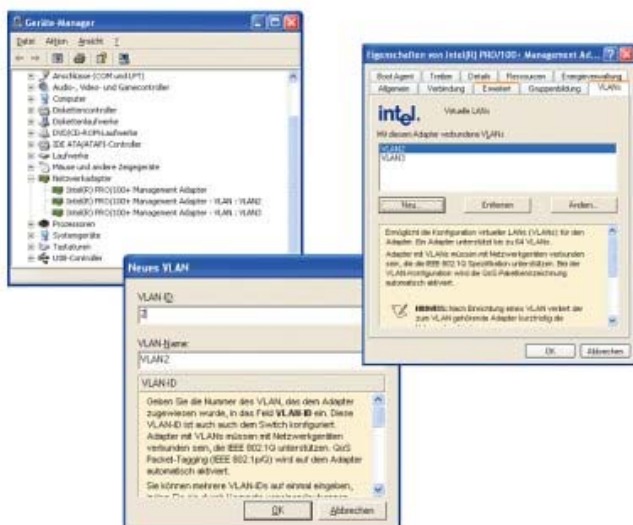 Geräte-Manager
Datei Aktion Ansicht ?
Anschlüsse (COM und LPT)
Audio-, Video- und Gamecontroller
Computer
Diskettencontroller
Diskettenlaufwerke
DVD/CD-ROM-Laufwerke
IDE ATA/ATAPI-Controller
Laufwerke
Mäuse und andere Zeigegeräte
Netzwerkadapter
Intel(R) PRO/100+ Management Adapter
Intel(R) PRO/100+ Management Adapter - VLAN : VLAN2
Intel(R) PRO/100+ Management Adapter - VLAN : VLAN3
Prozessoren
Systemgeräte
Tastaturen
USB-Controller
Eigenschaften von Intel(R) PRO/100+ Management Ad...
Boot Agent Treiber Details Ressourcen Energieverwaltung
Allgemein Verbindung Erweitert Gruppenbildung VLANs
intel. Virtuelle LANs
Mit diesem Adapter verbundene VLANs
VLAN2
VLAN3
Neu... Entfernen Ändern...
Ermöglicht die Konfiguration virtueller LANs (VLANs) für den
Adapter. Ein Adapter unterstützt bis zu 64 VLANs.
Adapter mit VLANs müssen mit Netzwerkgeräten verbunden
sein, die die IEEE 802.1Q Spezifikation unterstützen. Bei der
VLAN-Konfiguration wird die QoS-Paketkennzeichnung
automatisch aktiviert.
HINWEIS: Nach Einrichtung eines VLAN verliert der
zum VLAN gehörende Adapter kurzfristig die
OK Abbrechen
Neues VLAN
VLAN-ID:
2
VLAN-Name:
VLAN2
VLAN-ID
Geben Sie die Nummer des VLAN, das dem Adapter
zugewiesen wurde, in das Feld VLAN-ID ein. Diese
VLAN-ID ist auch auch dem Switch konfiguriert.
Adapter mit VLANs müssen mit Netzwerkgeräten
verbunden sein, die IEEE 802.1Q unterstützen. QoS
Packet-Tagging (IEEE 802.1p/Q) wird auf dem Adapter
automatisch aktiviert.
Sie können mehrere VLAN-IDs auf einmal eingeben,
OK Abbrechen